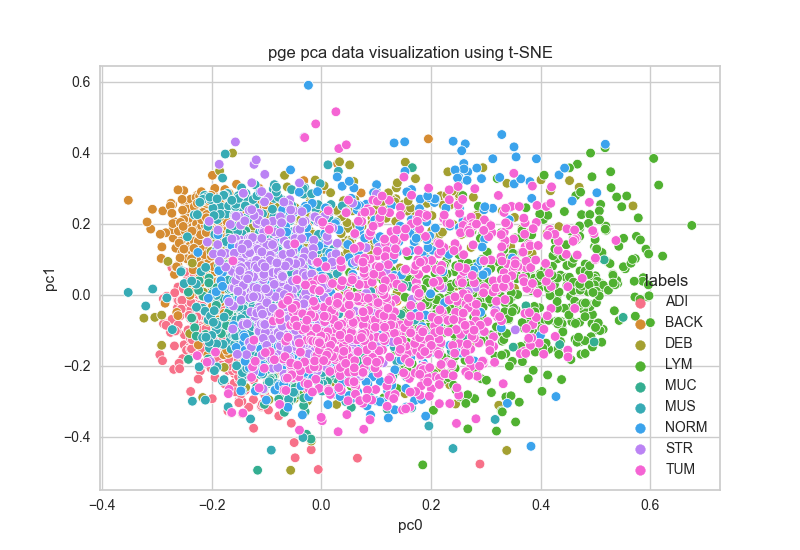 pge pca data visualization using t-SNE
0.6
0.4
0.2
0.0
−0.2
−0.4
pc1
labels
ADI
BACK
DEB
LYM
MUC
MUS
NORM
STR
TUM
−0.4
−0.2
0.0
0.2
0.4
0.6
pc0